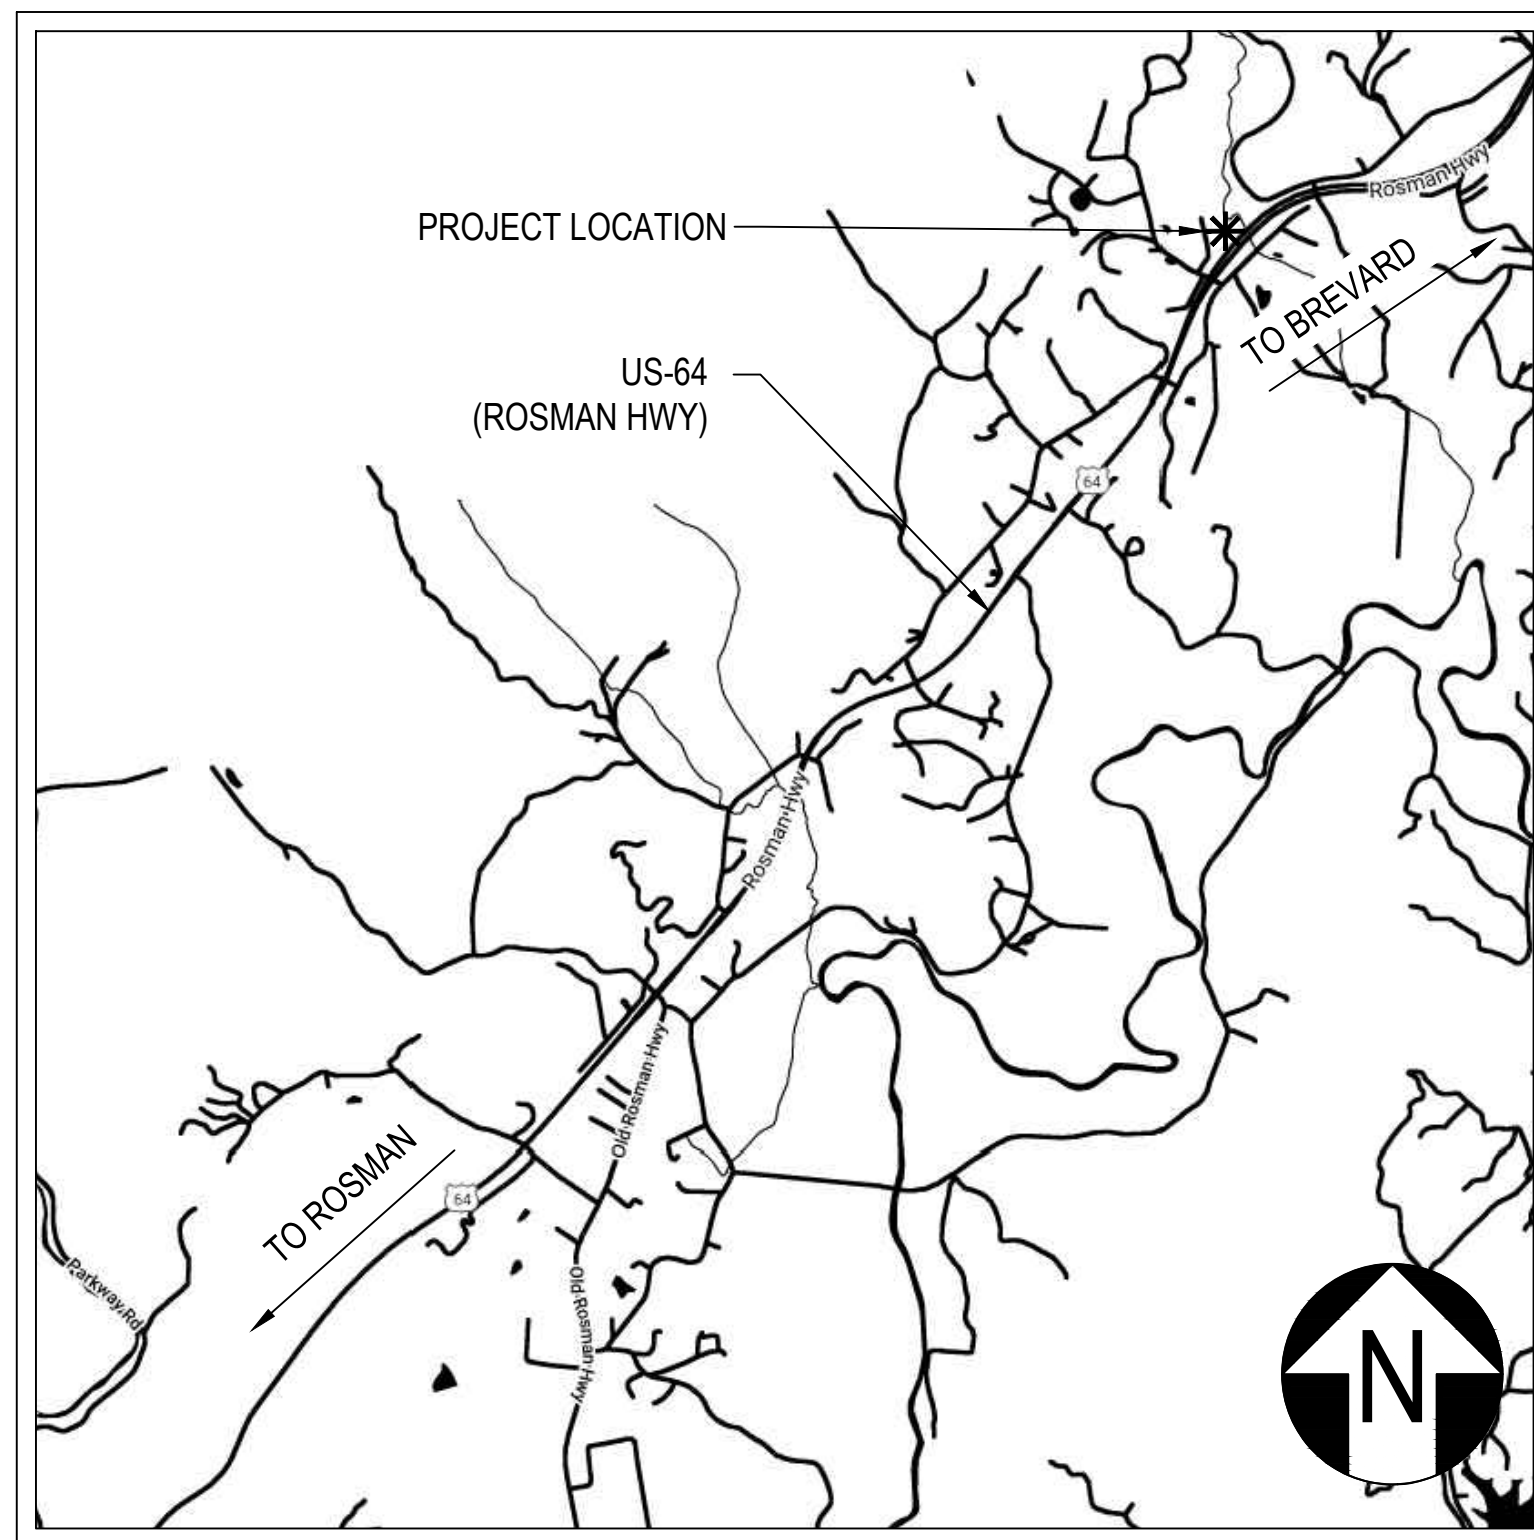 Rosman Hwy
PROJECT LOCATION
TO BREVARD
US-64
(ROSMAN HWY)
64
Rosman Hwy
Old Rosman Hwy
TO ROSMAN
64
Parkway Rd
Old Rosman Hwy
N